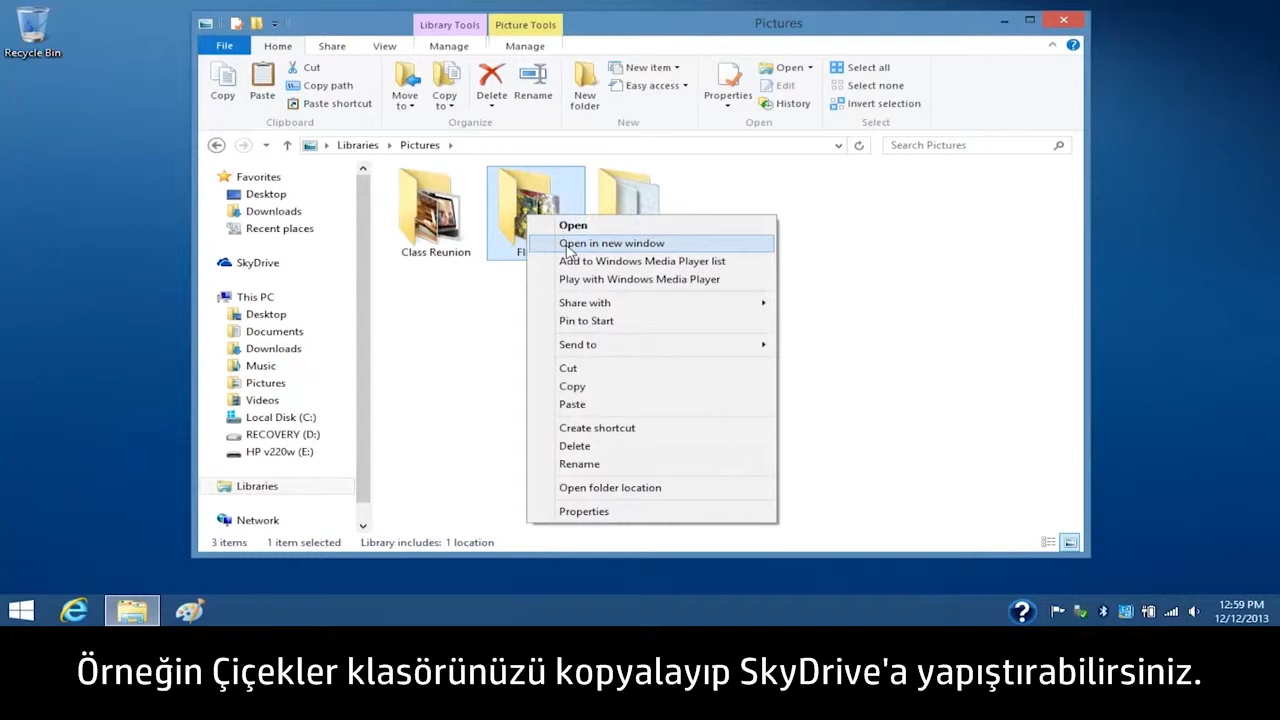 Recycle Bin
Library Tools
Picture Tools
Pictures
File
Home
Share
View
Manage
Manage
Copy
Paste
Cut
Copy path
Paste shortcut
Clipboard
Move to
Copy to
Delete
Rename
Organize
New folder
New item
Easy access
New
Properties
Open
Edit
History
Open
Select all
Select none
Invert selection
Select
Libraries
Pictures
Search Pictures
Favorites
Desktop
Downloads
Recent places
SkyDrive
This PC
Desktop
Documents
Downloads
Music
Pictures
Videos
Local Disk (C:)
RECOVERY (D:)
HP v220w (E:)
Libraries
Network
Class Reunion
Open
Open in new window
Add to Windows Media Player list
Play with Windows Media Player
Share with
Pin to Start
Send to
Cut
Copy
Paste
Create shortcut
Delete
Rename
Open folder location
Properties
3 items
1 item selected
Library includes: 1 location
12:59 PM
12/12/2013
Örneğin Çiçekler klasörünüzü kopyalayıp SkyDrive'a yapıştırabilirsiniz.